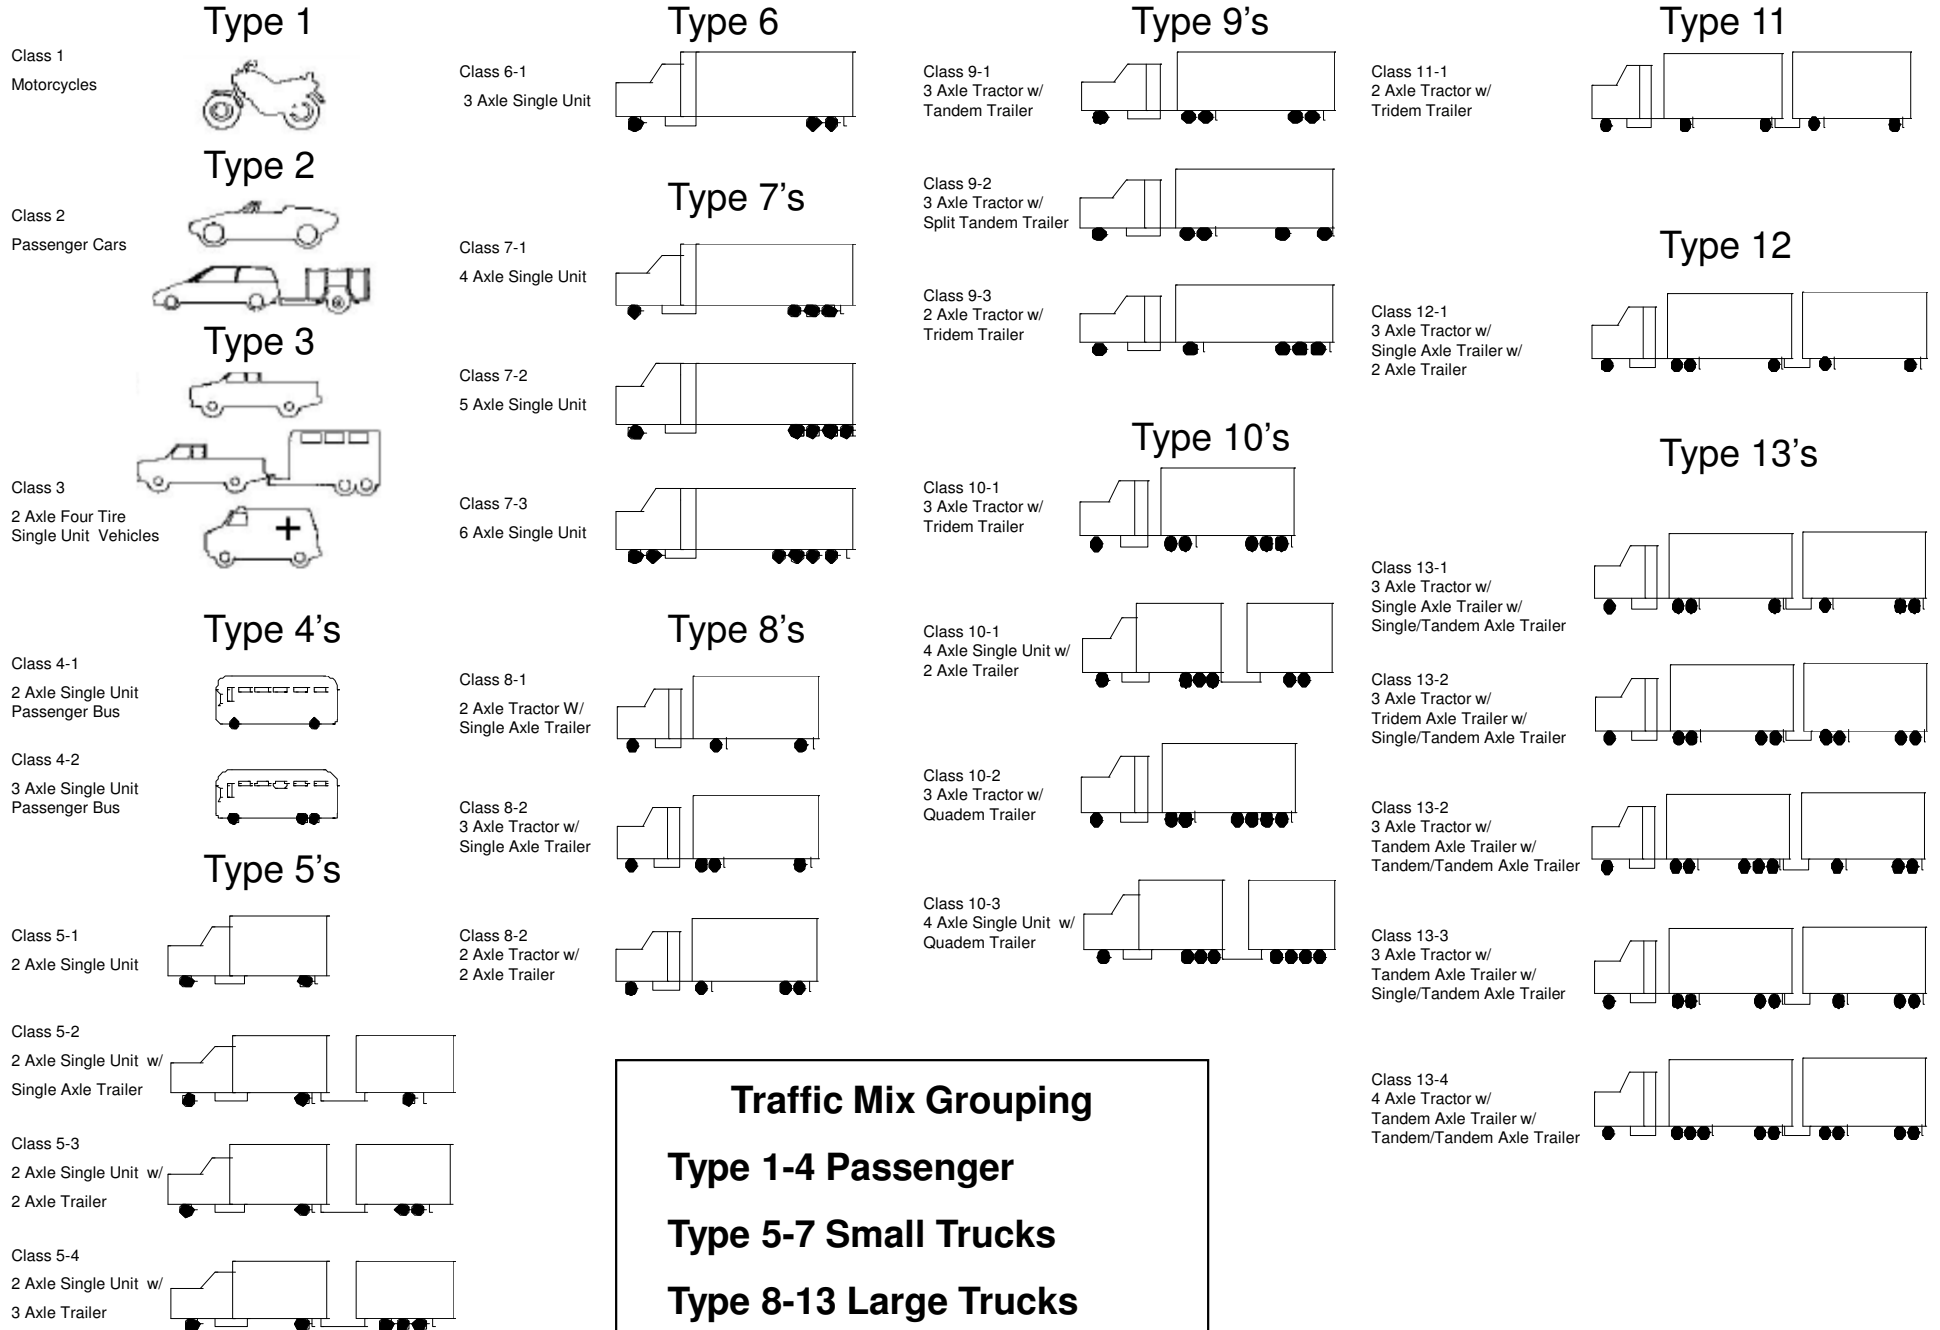 Type 1
Class 1
Motorcycles
Type 2
Class 2
Passenger Cars
Type 3
Class 3
2 Axle Four Tire
Single Unit Vehicles
Type 4's
Class 4-1
2 Axle Single Unit
Passenger Bus
Class 4-2
3 Axle Single Unit
Passenger Bus
Type 5's
Class 5-1
2 Axle Single Unit
Class 5-2
2 Axle Single Unit w/
Single Axle Trailer
Class 5-3
2 Axle Single Unit w/
2 Axle Trailer
Class 5-4
2 Axle Single Unit w/
3 Axle Trailer
Type 6
Class 6-1
3 Axle Single Unit
Type 7's
Class 7-1
4 Axle Single Unit
Class 7-2
5 Axle Single Unit
Class 7-3
6 Axle Single Unit
Type 8's
Class 8-1
2 Axle Tractor W/
Single Axle Trailer
Class 8-2
3 Axle Tractor w/
Single Axle Trailer
Class 8-2
2 Axle Tractor w/
2 Axle Trailer
Type 9's
Class 9-1
3 Axle Tractor w/
Tandem Trailer
Class 9-2
3 Axle Tractor w/
Split Tandem Trailer
Class 9-3
2 Axle Tractor w/
Tridem Trailer
Type 10's
Class 10-1
3 Axle Tractor w/
Tridem Trailer
Class 10-1
4 Axle Single Unit w/
2 Axle Trailer
Class 10-2
3 Axle Tractor w/
Quadem Trailer
Class 10-3
4 Axle Single Unit w/
Quadem Trailer
Type 11
Class 11-1
2 Axle Tractor w/
Tridem Trailer
Type 12
Class 12-1
3 Axle Tractor w/
Single Axle Trailer w/
2 Axle Trailer
Type 13's
Class 13-1
3 Axle Tractor w/
Single Axle Trailer w/
Single/Tandem Axle Trailer
Class 13-2
3 Axle Tractor w/
Tridem Axle Trailer w/
Single/Tandem Axle Trailer
Class 13-2
3 Axle Tractor w/
Tandem Axle Trailer w/
Tandem/Tandem Axle Trailer
Class 13-3
3 Axle Tractor w/
Tandem Axle Trailer w/
Single/Tandem Axle Trailer
Class 13-4
4 Axle Tractor w/
Tandem Axle Trailer w/
Tandem/Tandem Axle Trailer
Traffic Mix Grouping
Type 1-4 Passenger
Type 5-7 Small Trucks
Type 8-13 Large Trucks